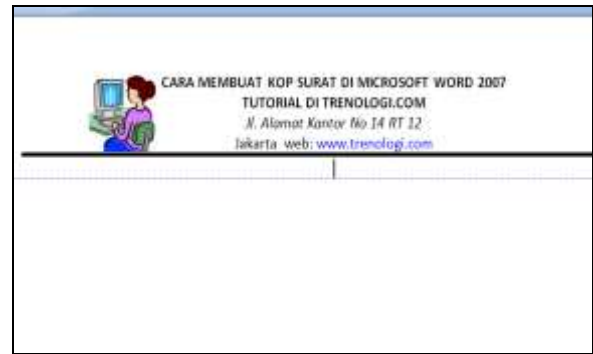 CARA MEMBUAT KOP SURAT DI MICROSOFT WORD 2007
TUTORIAL DI TRENOLOGI.COM
Jl. Alamat Kantor No 14 RT 12
Jakarta web: www.trenologi.com